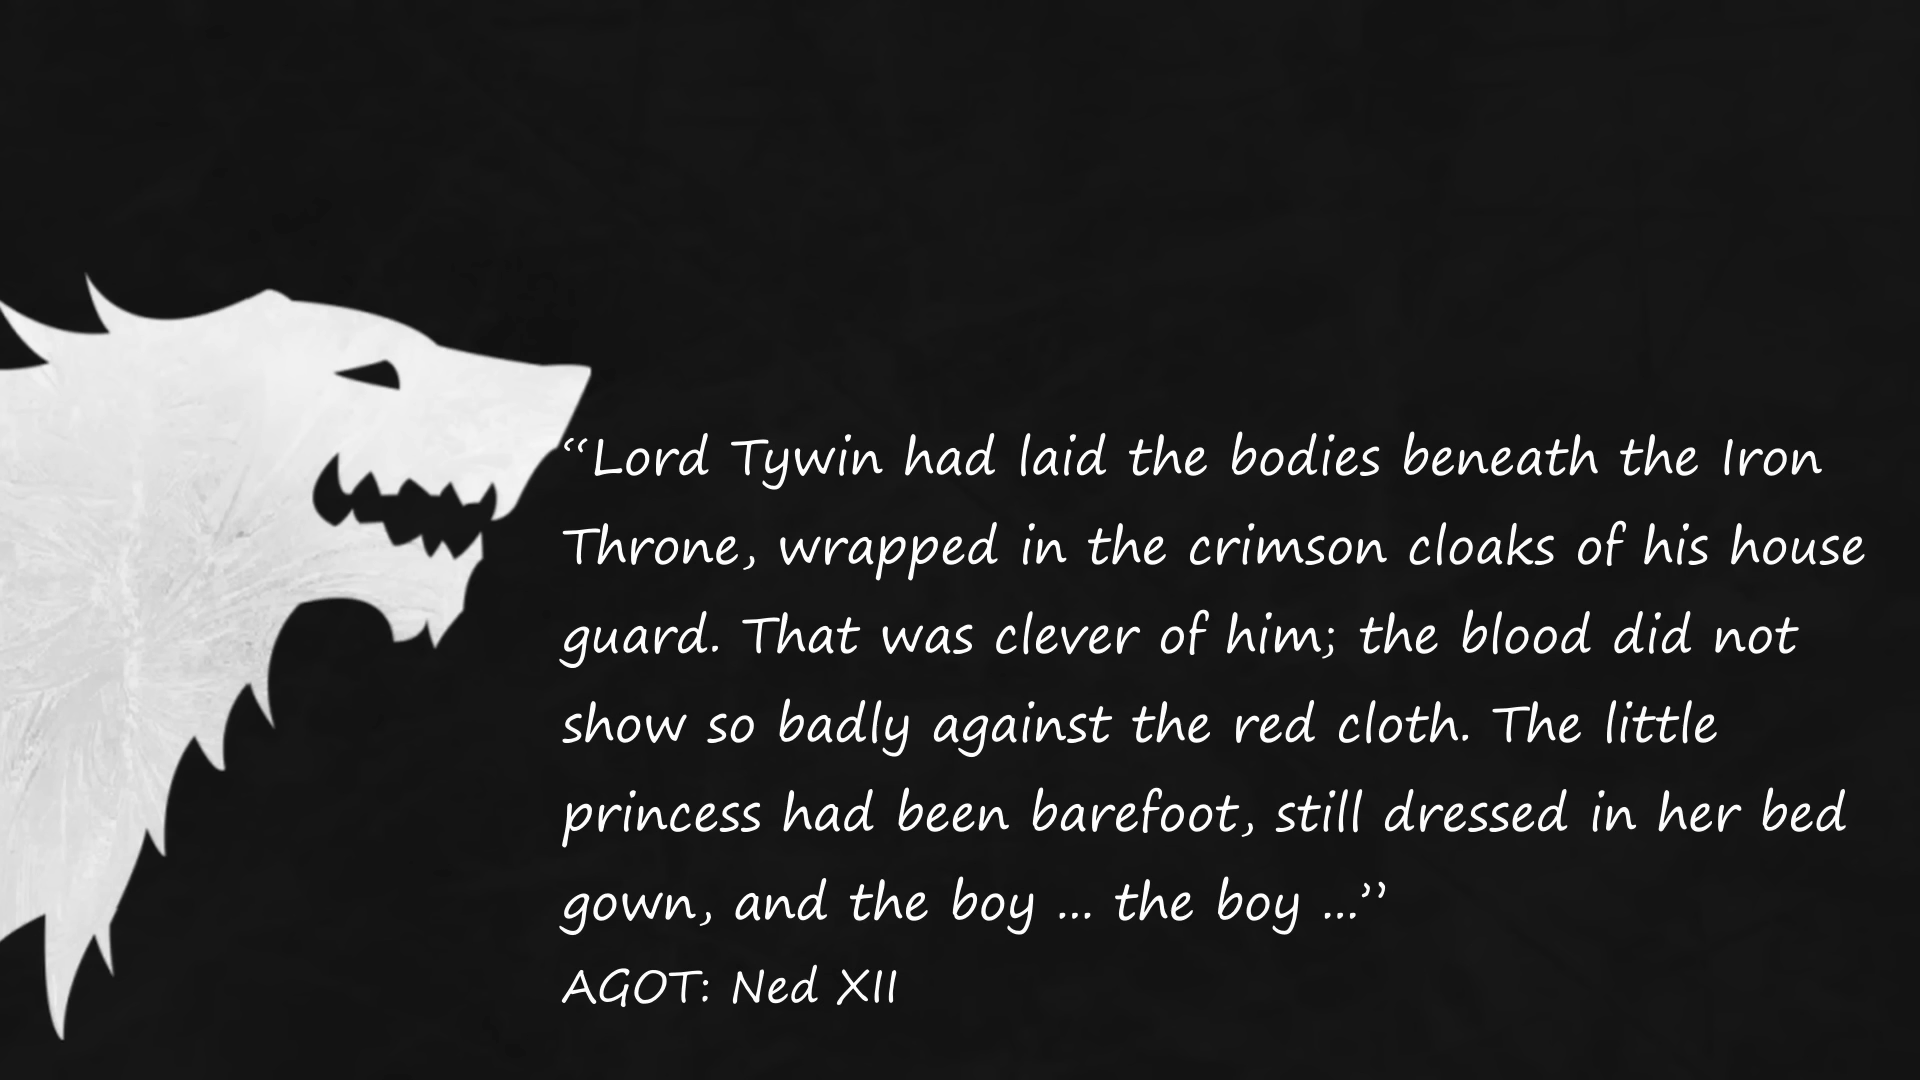 “Lord Tywin had laid the bodies beneath the Iron
Throne, wrapped in the crimson cloaks of his house
guard. That was clever of him; the blood did not
show so badly against the red cloth. The little
princess had been barefoot, still dressed in her bed
gown, and the boy ... the boy ...”
AGOT: Ned XII